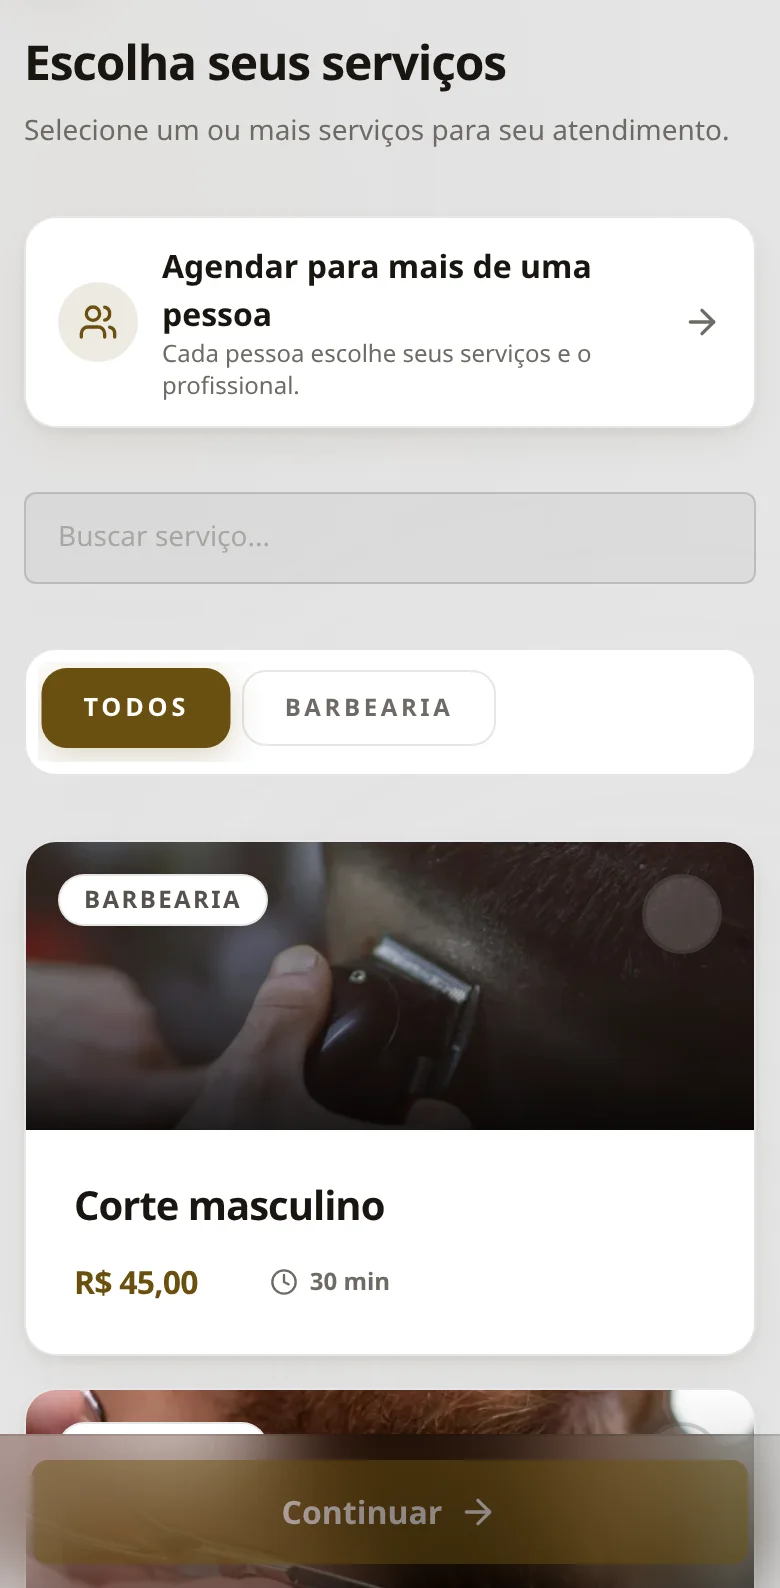 Escolha seus serviços
Selecione um ou mais serviços para seu atendimento.
Agendar para mais de uma
pessoa
Cada pessoa escolhe seus serviços e o
profissional.
Buscar serviço...
TODOS
BARBEARIA
BARBEARIA
Corte masculino
R$ 45,00
30 min
Continuar